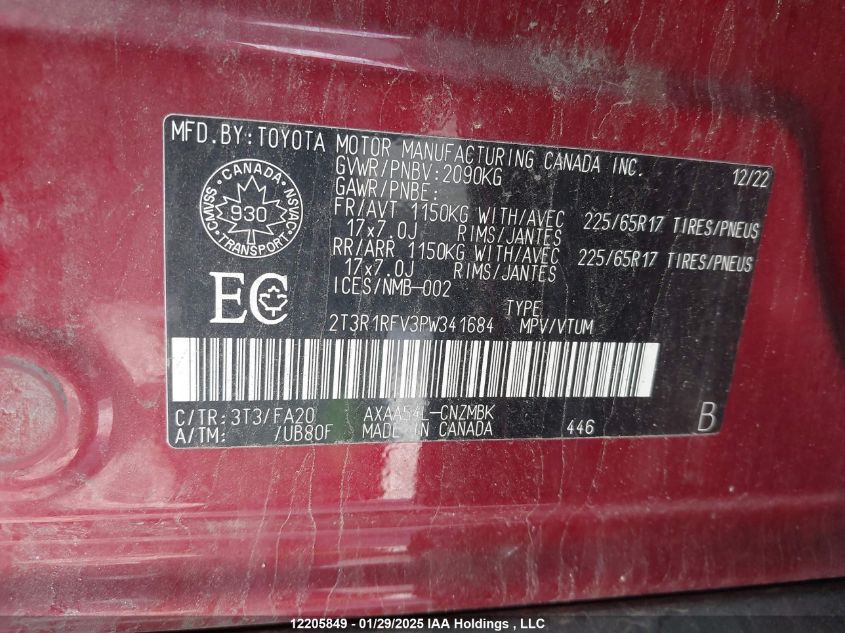 MFD.BY:TOYOTA MOTOR MANUFACTURING CANADA INC. 12/22
GVWR/PNBV:2090KG
GAWR/PNBE:
FR/AVT 1150KG WITH/AVEC 225/65R17 TIRES/PNEUS
17x7.0J RIMS/JANTES
RR/ARR 1150KG WITH/AVEC 225/65R17 TIRES/PNEUS
17x7.0J RIMS/JANTES
ICES/NMB-002
CANADA
CMVSS 930 NSVAC
TRANSPORT
EC
TYPE
2T3R1RFV3PW341684 MPV/VTUM
C/TR:3T3/FA20 AXAA54L-CNZMBK
A/TM: /UB80F MADE IN CANADA 446 B
12205849 - 01/29/2025 IAA Holdings , LLC